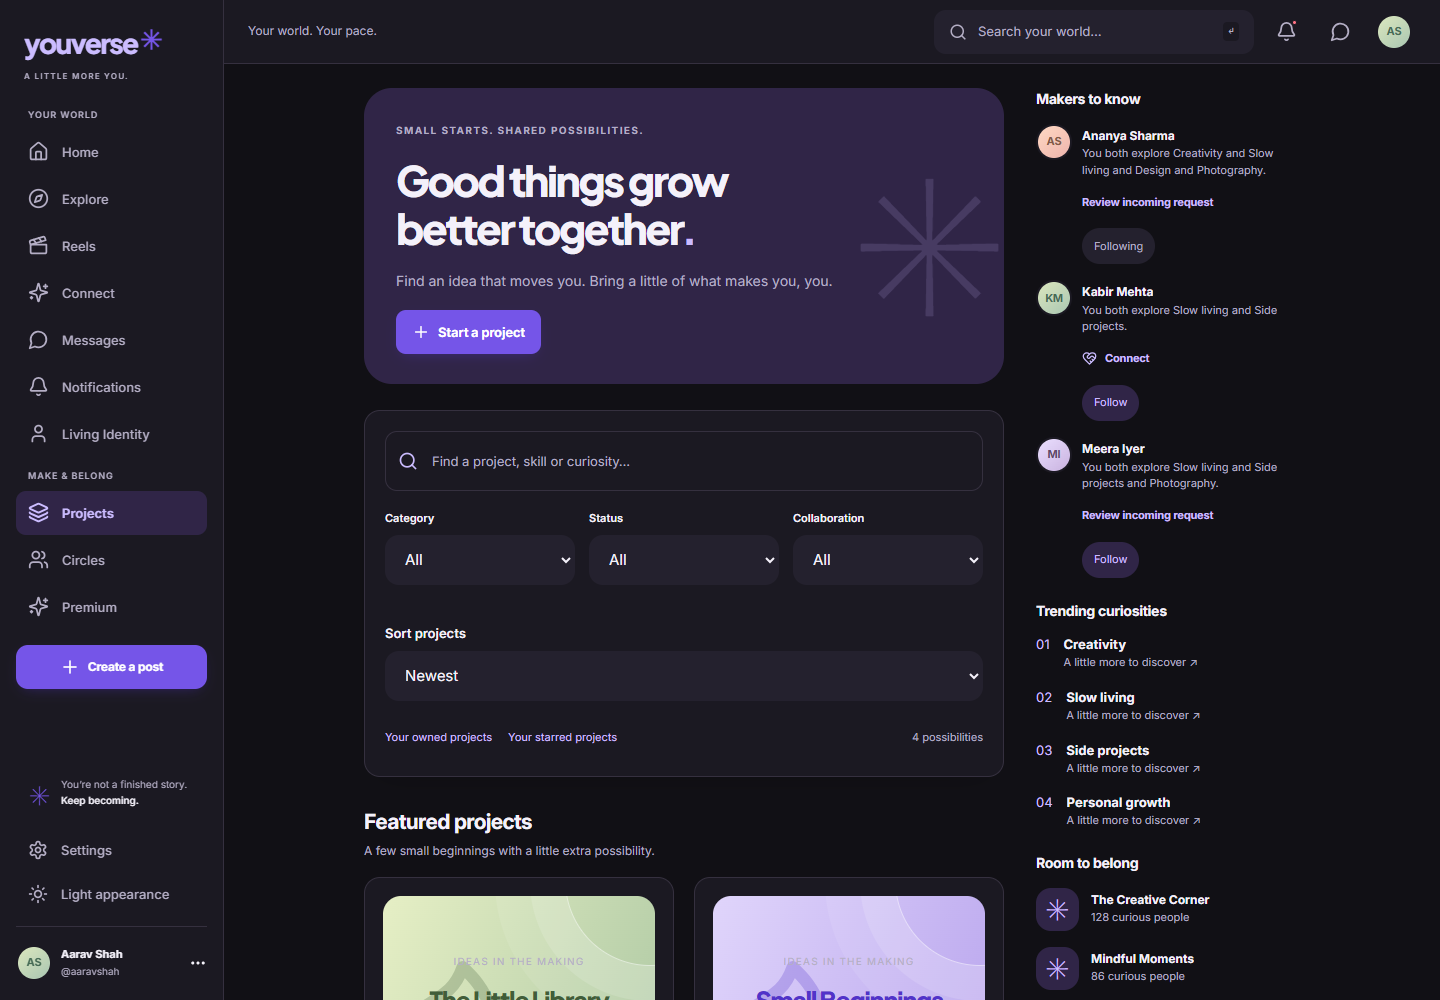 youverse
A LITTLE MORE YOU.
YOUR WORLD
Home
Explore
Reels
Connect
Messages
Notifications
Living Identity
MAKE & BELONG
Projects
Circles
Premium
Create a post
You're not a finished story.
Keep becoming.
Settings
Light appearance
AS
Aarav Shah
@aaravshah
Your world. Your pace.
Search your world...
AS
SMALL STARTS. SHARED POSSIBILITIES.
Good things grow
better together.
Find an idea that moves you. Bring a little of what makes you, you.
Start a project
Find a project, skill or curiosity...
Category
Status
Collaboration
All
All
All
Sort projects
Newest
Your owned projects
Your starred projects
4 possibilities
Featured projects
A few small beginnings with a little extra possibility.
IDEAS IN THE MAKING
The Little Library
IDEAS IN THE MAKING
Small Beginnings
Makers to know
AS
Ananya Sharma
You both explore Creativity and Slow
living and Design and Photography.
Review incoming request
Following
KM
Kabir Mehta
You both explore Slow living and Side
projects.
Connect
Follow
MI
Meera Iyer
You both explore Slow living and Side
projects and Photography.
Review incoming request
Follow
Trending curiosities
01 Creativity
A little more to discover ↗
02 Slow living
A little more to discover ↗
03 Side projects
A little more to discover ↗
04 Personal growth
A little more to discover ↗
Room to belong
The Creative Corner
128 curious people
Mindful Moments
86 curious people